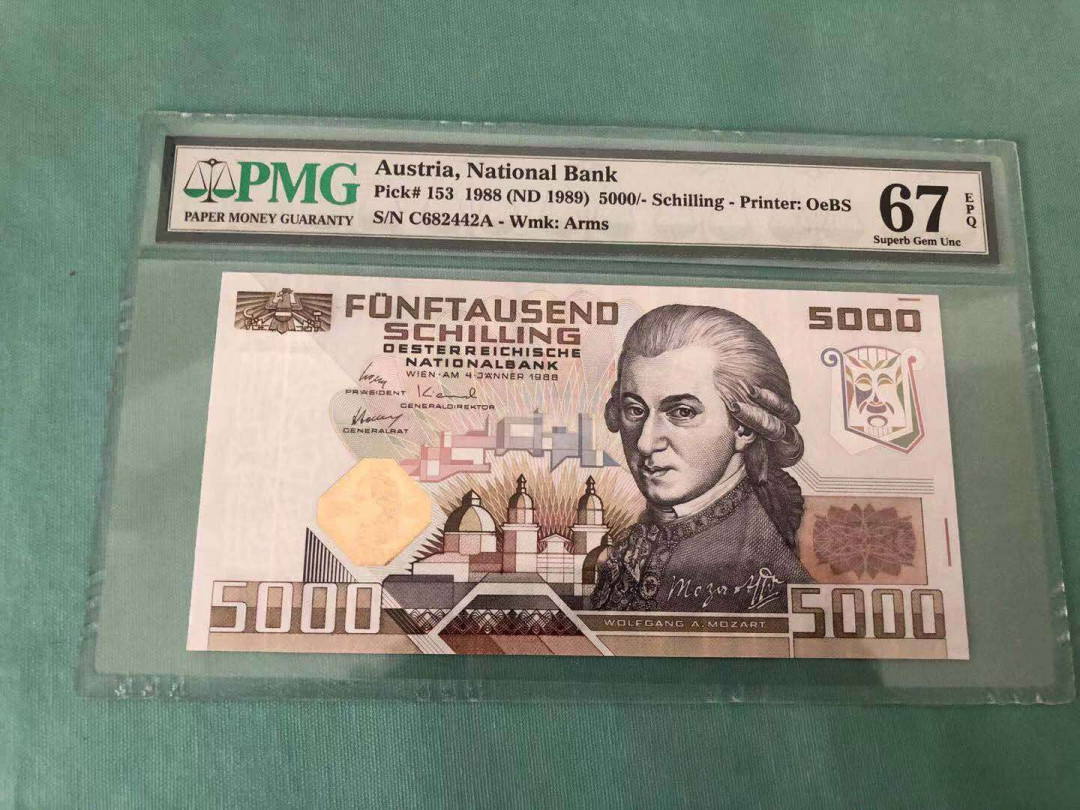 PMG
PAPER MONEY GUARANTY
Austria, National Bank
Pick# 153 1988 (ND 1989) 5000/- Schilling - Printer: OeBS
S/N C682442A - Wmk: Arms
67
EPQ
Superb Gem Unc
FÜNFTAUSEND
SCHILLING
OESTERREICHISCHE
NATIONALBANK
WIEN·AM 4·JÄNNER 1988
PRÄSIDENT
GENERALDIREKTOR
GENERALRAT
5000
5000
Mozart
WOLFGANG A. MOZART
5000